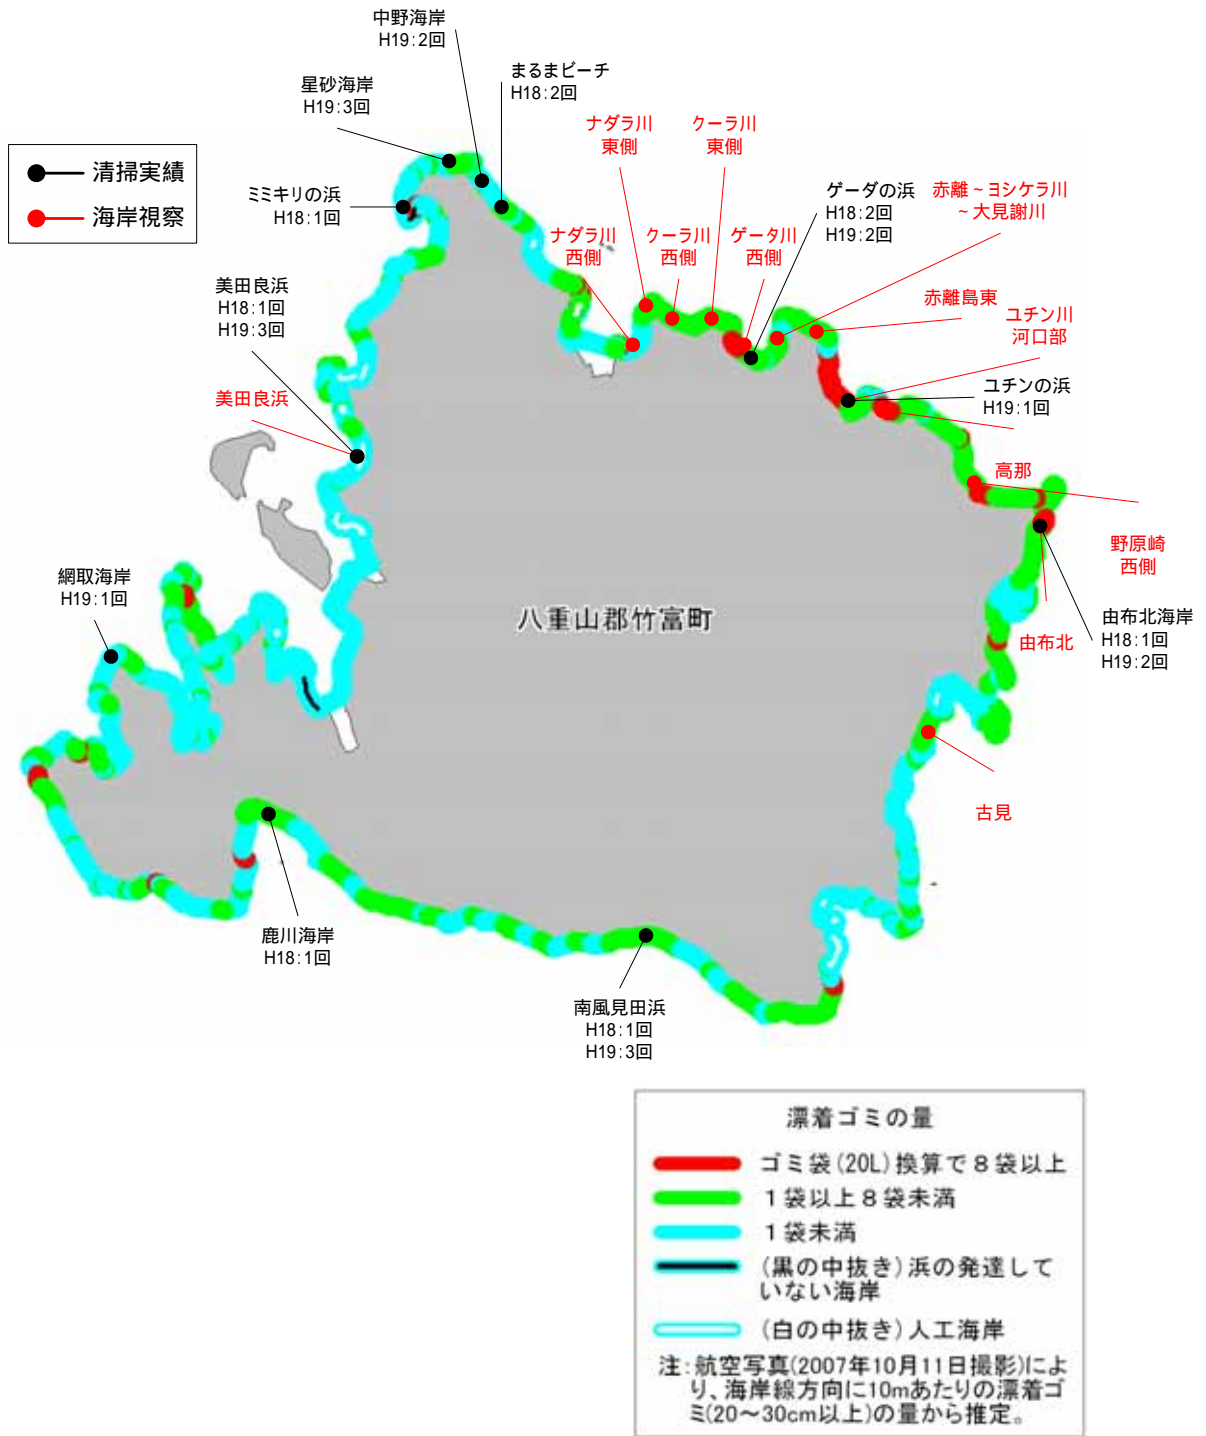 中野海岸
H19:2回
星砂海岸
H19:3回
まるまビーチ
H18:2回
ナダラ川
東側
クーラ川
東側
清掃実績
海岸視察
ミミキリの浜
H18:1回
ゲーダの浜
H18:2回
H19:2回
赤離~ヨシケラ川
~大見謝川
ナダラ川
西側
クーラ川
西側
ゲータ川
西側
美田良浜
H18:1回
H19:3回
赤離島東
ユチン川
河口部
美田良浜
ユチンの浜
H19:1回
高那
野原崎
西側
網取海岸
H19:1回
八重山郡竹富町
由布北海岸
H18:1回
H19:2回
由布北
古見
鹿川海岸
H18:1回
南風見田浜
H18:1回
H19:3回
漂着ゴミの量
ゴミ袋(20L)換算で8袋以上
1袋以上8袋未満
1袋未満
(黒の中抜き)浜の発達して
いない海岸
(白の中抜き)人工海岸
注:航空写真(2007年10月11日撮影)によ
り、海岸線方向に10mあたりの漂着ゴ
ミ(20~30cm以上)の量から推定。